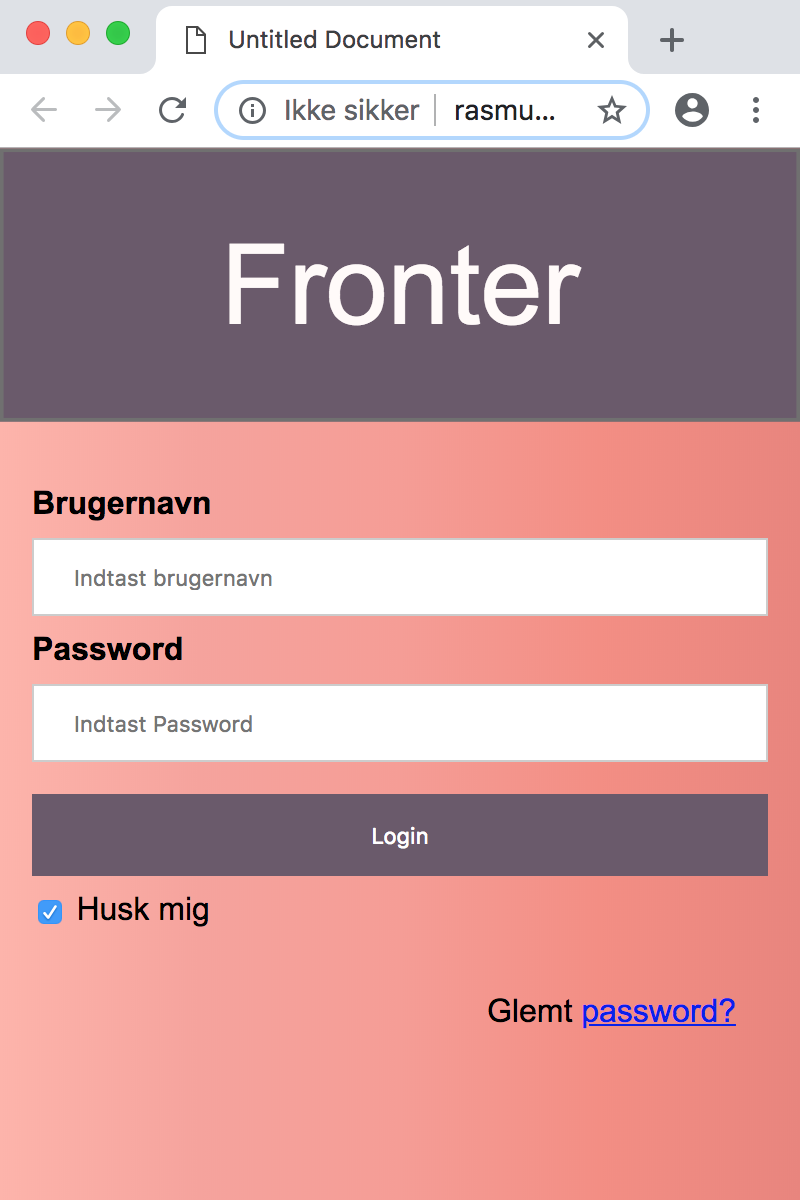 Untitled Document
Ikke sikker | rasmu...
Fronter
Brugernavn
Indtast brugernavn
Password
Indtast Password
Login
Husk mig
Glemt password?